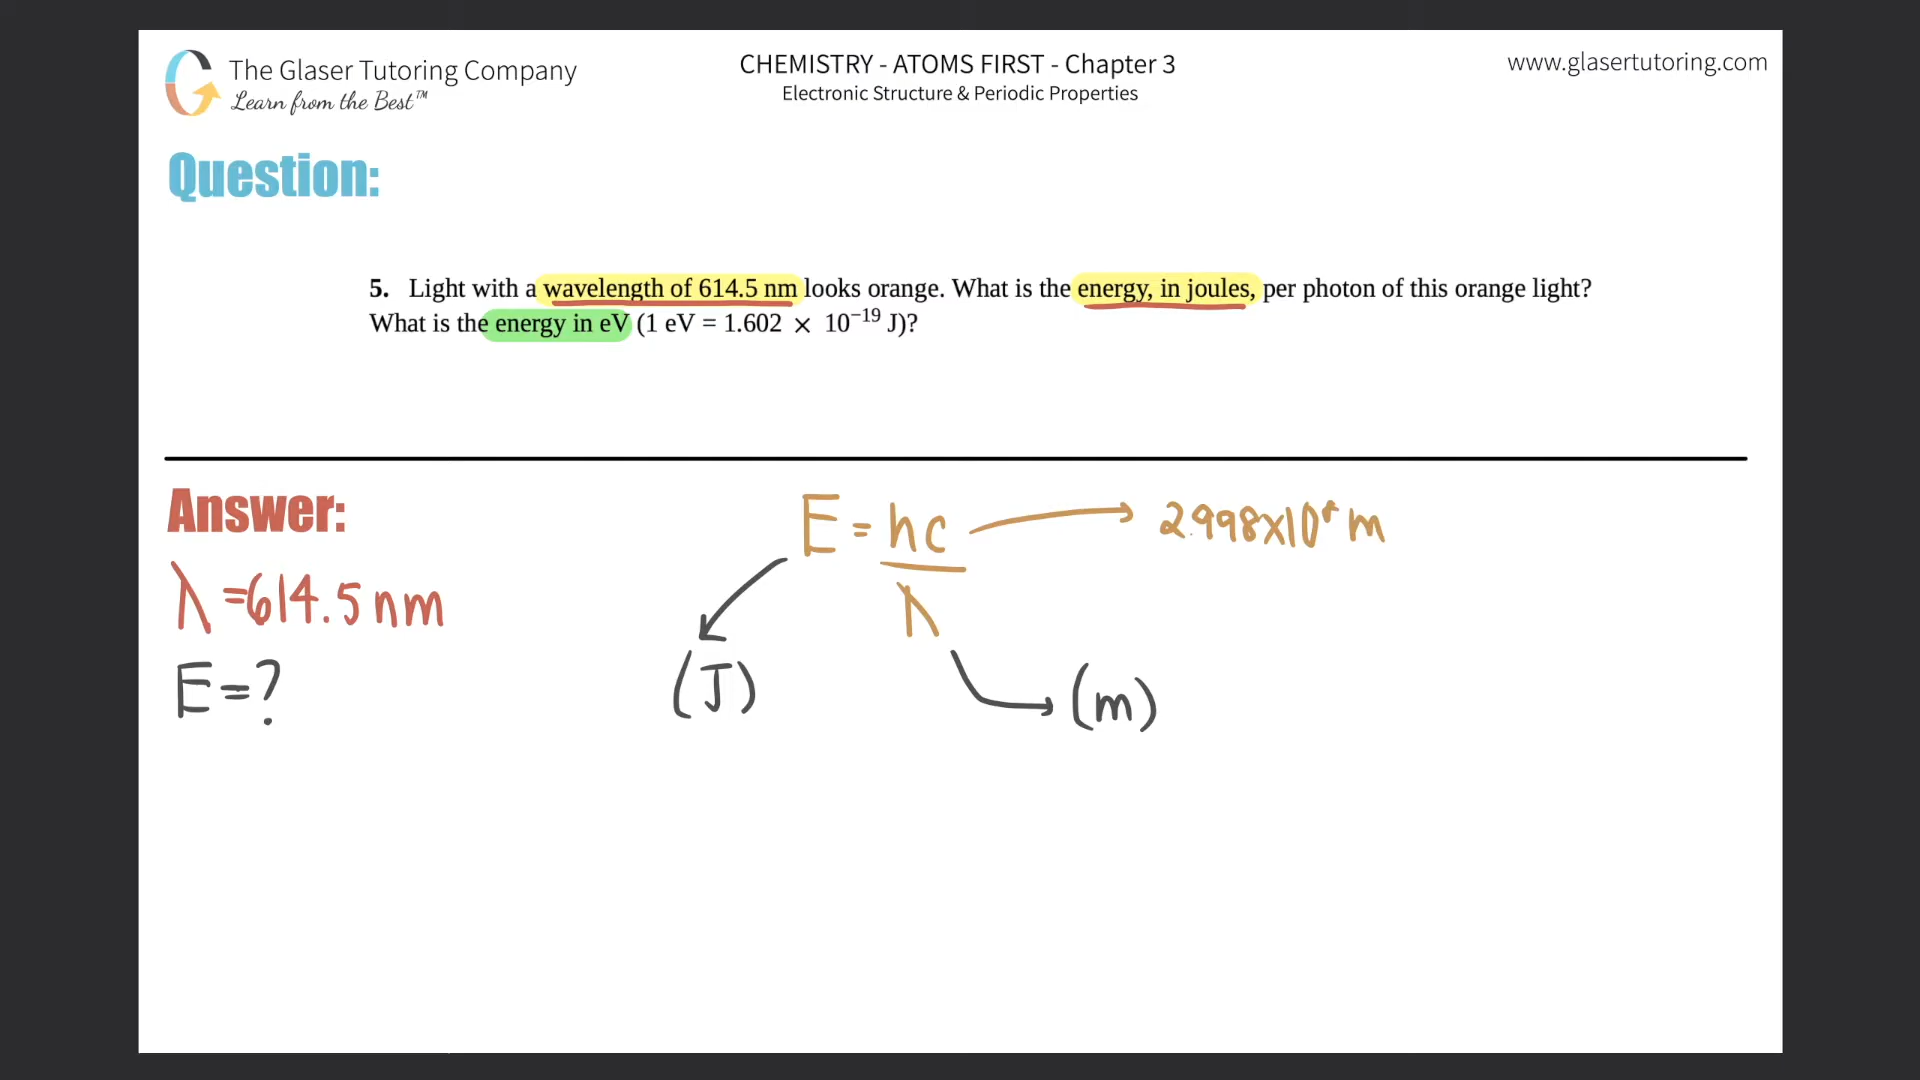 The Glaser Tutoring Company
Learn from the Best™
CHEMISTRY - ATOMS FIRST - Chapter 3
Electronic Structure & Periodic Properties
www.glasertutoring.com
Question:
5. Light with a wavelength of 614.5 nm looks orange. What is the energy, in joules, per photon of this orange light?
What is the energy in eV (1 eV = 1.602 × 10⁻¹⁹ J)?
Answer:
λ = 614.5 nm
E = ?
E = hc
λ
2.998x10⁸ m
(J)
(m)